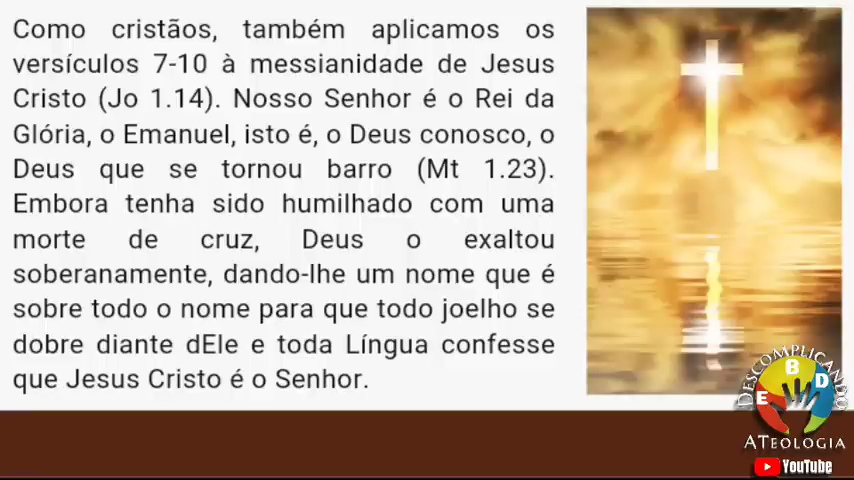 Como cristãos, também aplicamos os
versículos 7-10 à messianidade de Jesus
Cristo (Jo 1.14). Nosso Senhor é o Rei da
Glória, o Emanuel, isto é, o Deus conosco, o
Deus que se tornou barro (Mt 1.23).
Embora tenha sido humilhado com uma
morte de cruz, Deus o exaltou
soberanamente, dando-lhe um nome que é
sobre todo o nome para que todo joelho se
dobre diante dEle e toda Língua confesse
que Jesus Cristo é o Senhor.
DESCOMPLICANDO
E B D
ATEOLOGIA
YouTube